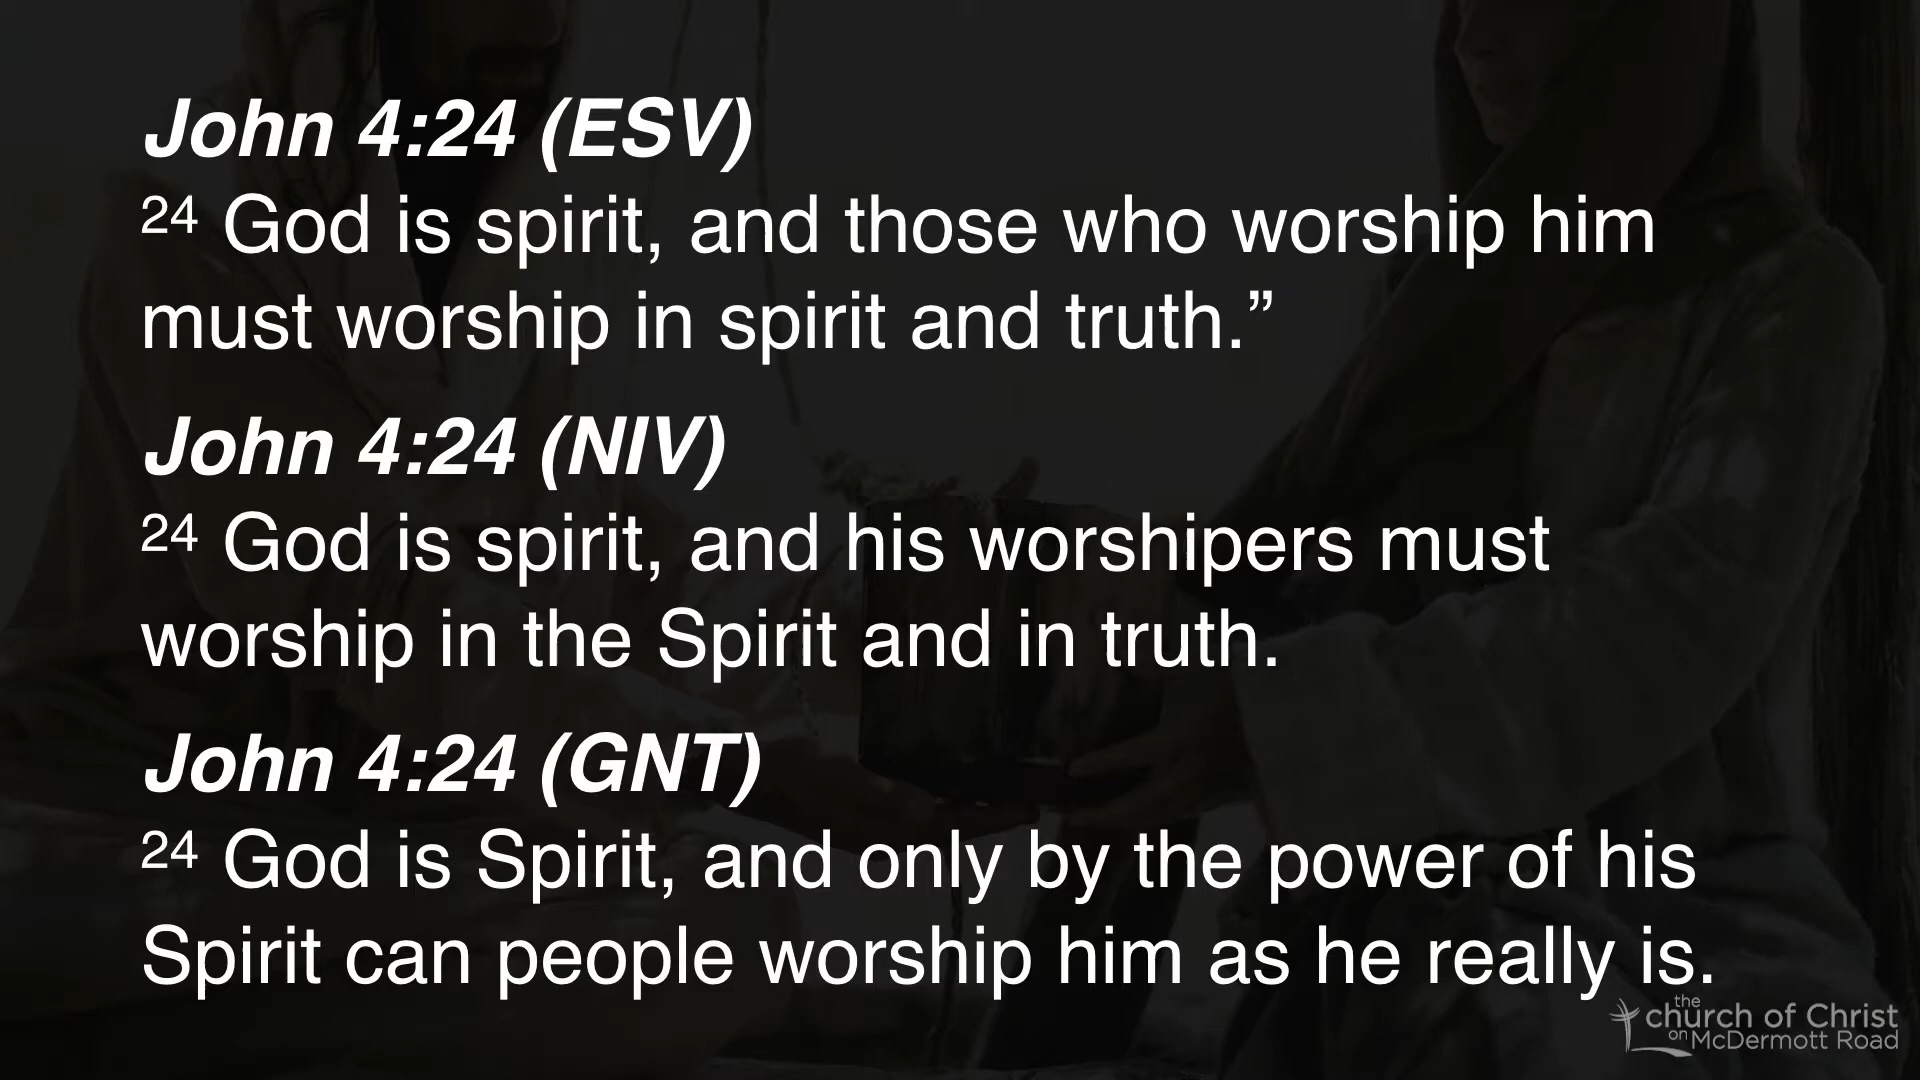 John 4:24 (ESV)
24 God is spirit, and those who worship him
must worship in spirit and truth.”
John 4:24 (NIV)
24 God is spirit, and his worshipers must
worship in the Spirit and in truth.
John 4:24 (GNT)
24 God is Spirit, and only by the power of his
Spirit can people worship him as he really is.
the
church of Christ
on McDermott Road